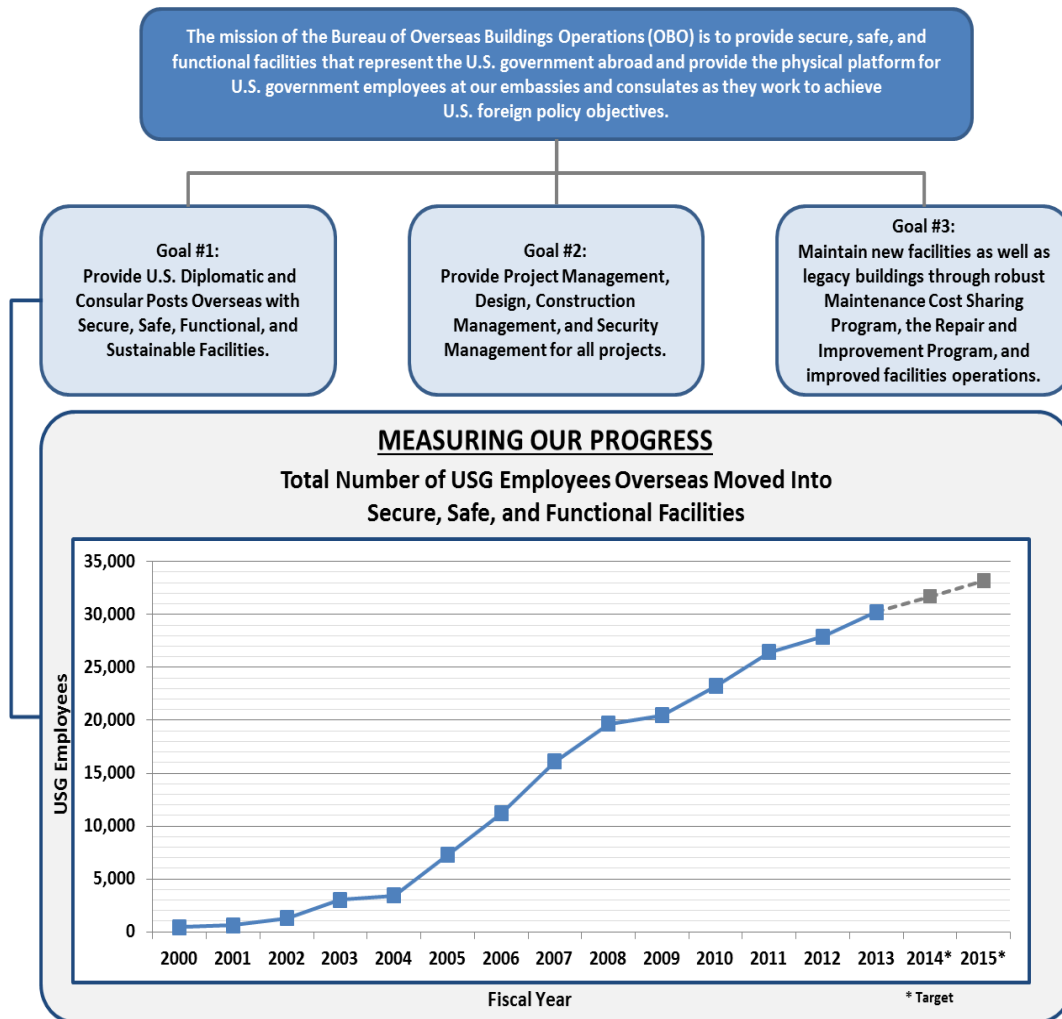 The mission of the Bureau of Overseas Buildings Operations (OBO) is to provide secure, safe, and
functional facilities that represent the U.S. government abroad and provide the physical platform for
U.S. government employees at our embassies and consulates as they work to achieve
U.S. foreign policy objectives.
Goal #1:
Provide U.S. Diplomatic and
Consular Posts Overseas with
Secure, Safe, Functional, and
Sustainable Facilities.
Goal #2:
Provide Project Management,
Design, Construction
Management, and Security
Management for all projects.
Goal #3:
Maintain new facilities as well as
legacy buildings through robust
Maintenance Cost Sharing
Program, the Repair and
Improvement Program, and
improved facilities operations.
MEASURING OUR PROGRESS
Total Number of USG Employees Overseas Moved Into
Secure, Safe, and Functional Facilities
USG Employees
35,000
30,000
25,000
20,000
15,000
10,000
5,000
0
2000 2001 2002 2003 2004 2005 2006 2007 2008 2009 2010 2011 2012 2013 2014* 2015*
Fiscal Year
* Target